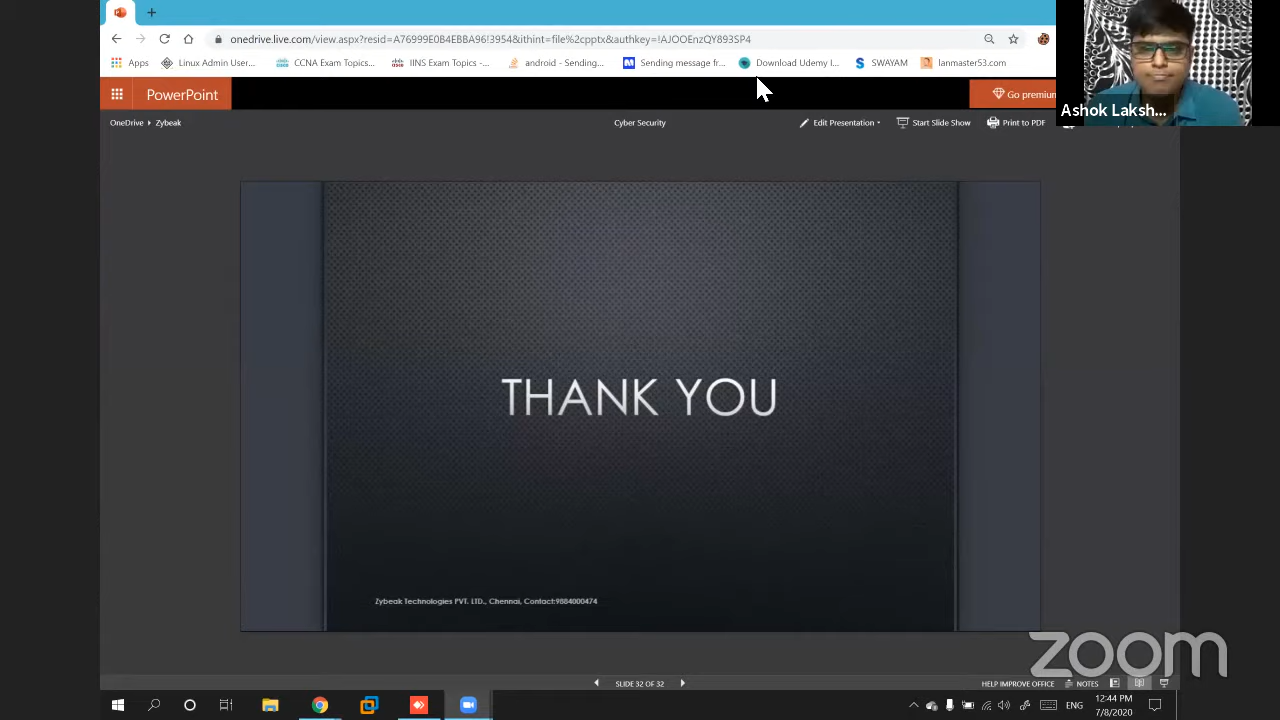 onedrive.live.com/view.aspx?resid=A76999E0B4EBBA96!3954&ithint=file%2cpptx&authkey=!AJOOEnzQY893SP4
Apps Linux Admin User... CCNA Exam Topics... IINS Exam Topic -... and roid - Sending... Sending message fr... Download Udemy I... SWAYAM lanmaster53.com
PowerPoint
Go premium
Ashok Laksh...
OneDrive Zybeak
Cyber Security
Edit Presentation Start Slide Show Print to PDF
THANK YOU
Zybeak Technologies PVT. LTD., Chennai, Contact:9884000474
zoom
SLIDE 32 OF 32
HELP IMPROVE OFFICE NOTES
ENG
12:44 PM
7/8/2020